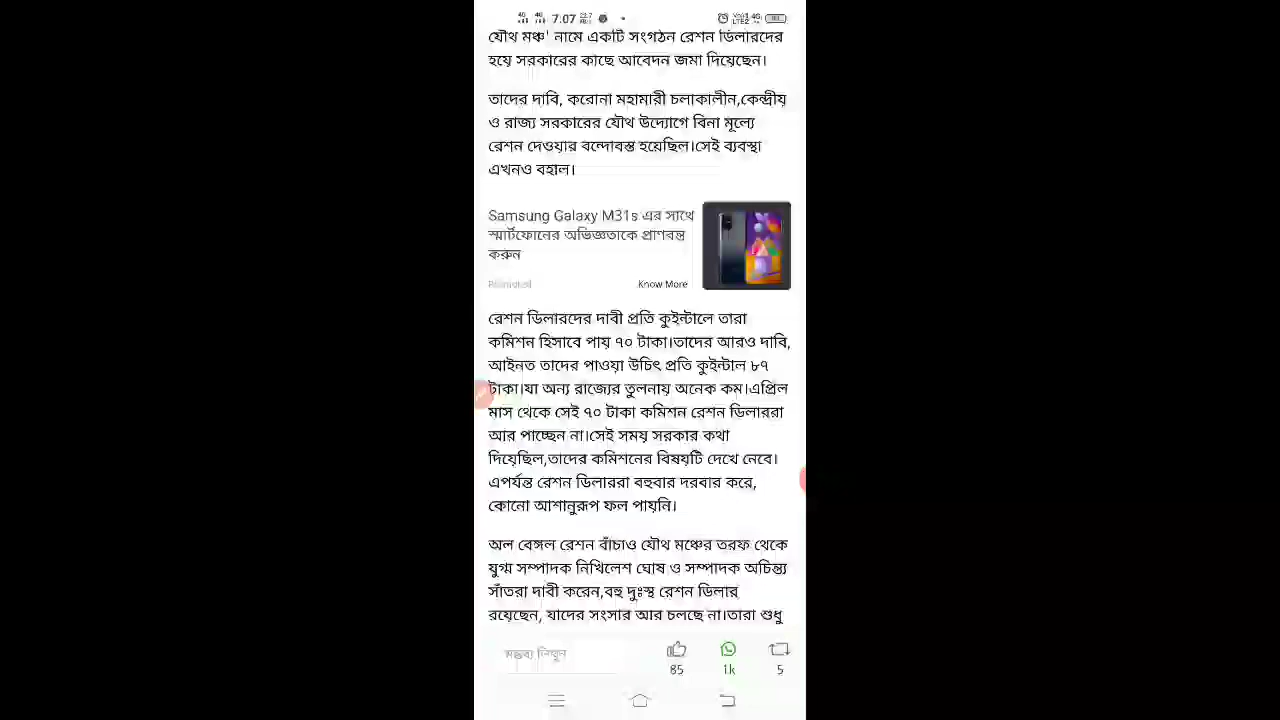 4G 4G 7.07
যৌথ মঞ্চ' নামে একটি সংগঠন রেশন ডিলারদের
হয়ে সরকারের কাছে আবেদন জমা দিয়েছেন।
তাদের দাবি, করোনা মহামারী চলাকালীন,কেন্দ্রীয়
ও রাজ্য সরকারের যৌথ উদ্যোগে বিনা মূল্যে
রেশন দেওয়ার বন্দোবস্ত হয়েছিল।সেই ব্যবস্থা
এখনও বহাল।
Samsung Galaxy M31s এর সাথে
স্মার্টফোনের অভিজ্ঞতাকে প্রাণবন্ত
করুন
Promoted
Know More
রেশন ডিলারদের দাবী প্রতি কুইন্টালে তারা
কমিশন হিসাবে পায় ৭০ টাকা।তাদের আরও দাবি,
আইনত তাদের পাওয়া উচিৎ প্রতি কুইন্টাল ৮৭
টাকা।যা অন্য রাজ্যের তুলনায় অনেক কম।এপ্রিল
মাস থেকে সেই ৭০ টাকা কমিশন রেশন ডিলাররা
আর পাচ্ছেন না।সেই সময় সরকার কথা
দিয়েছিল,তাদের কমিশনের বিষয়টি দেখে নেবে।
এপর্যন্ত রেশন ডিলাররা বহুবার দরবার করে,
কোনো আশানুরূপ ফল পায়নি।
অল বেঙ্গল রেশন বাঁচাও যৌথ মঞ্চের তরফ থেকে
যুগ্ম সম্পাদক নিখিলেশ ঘোষ ও সম্পাদক অচিন্ত্য
সাঁতরা দাবী করেন,বহু দুঃস্থ রেশন ডিলার
রয়েছেন, যাদের সংসার আর চলছে না।তারা শুধু
মন্তব্য লিখুন
85 1k 5